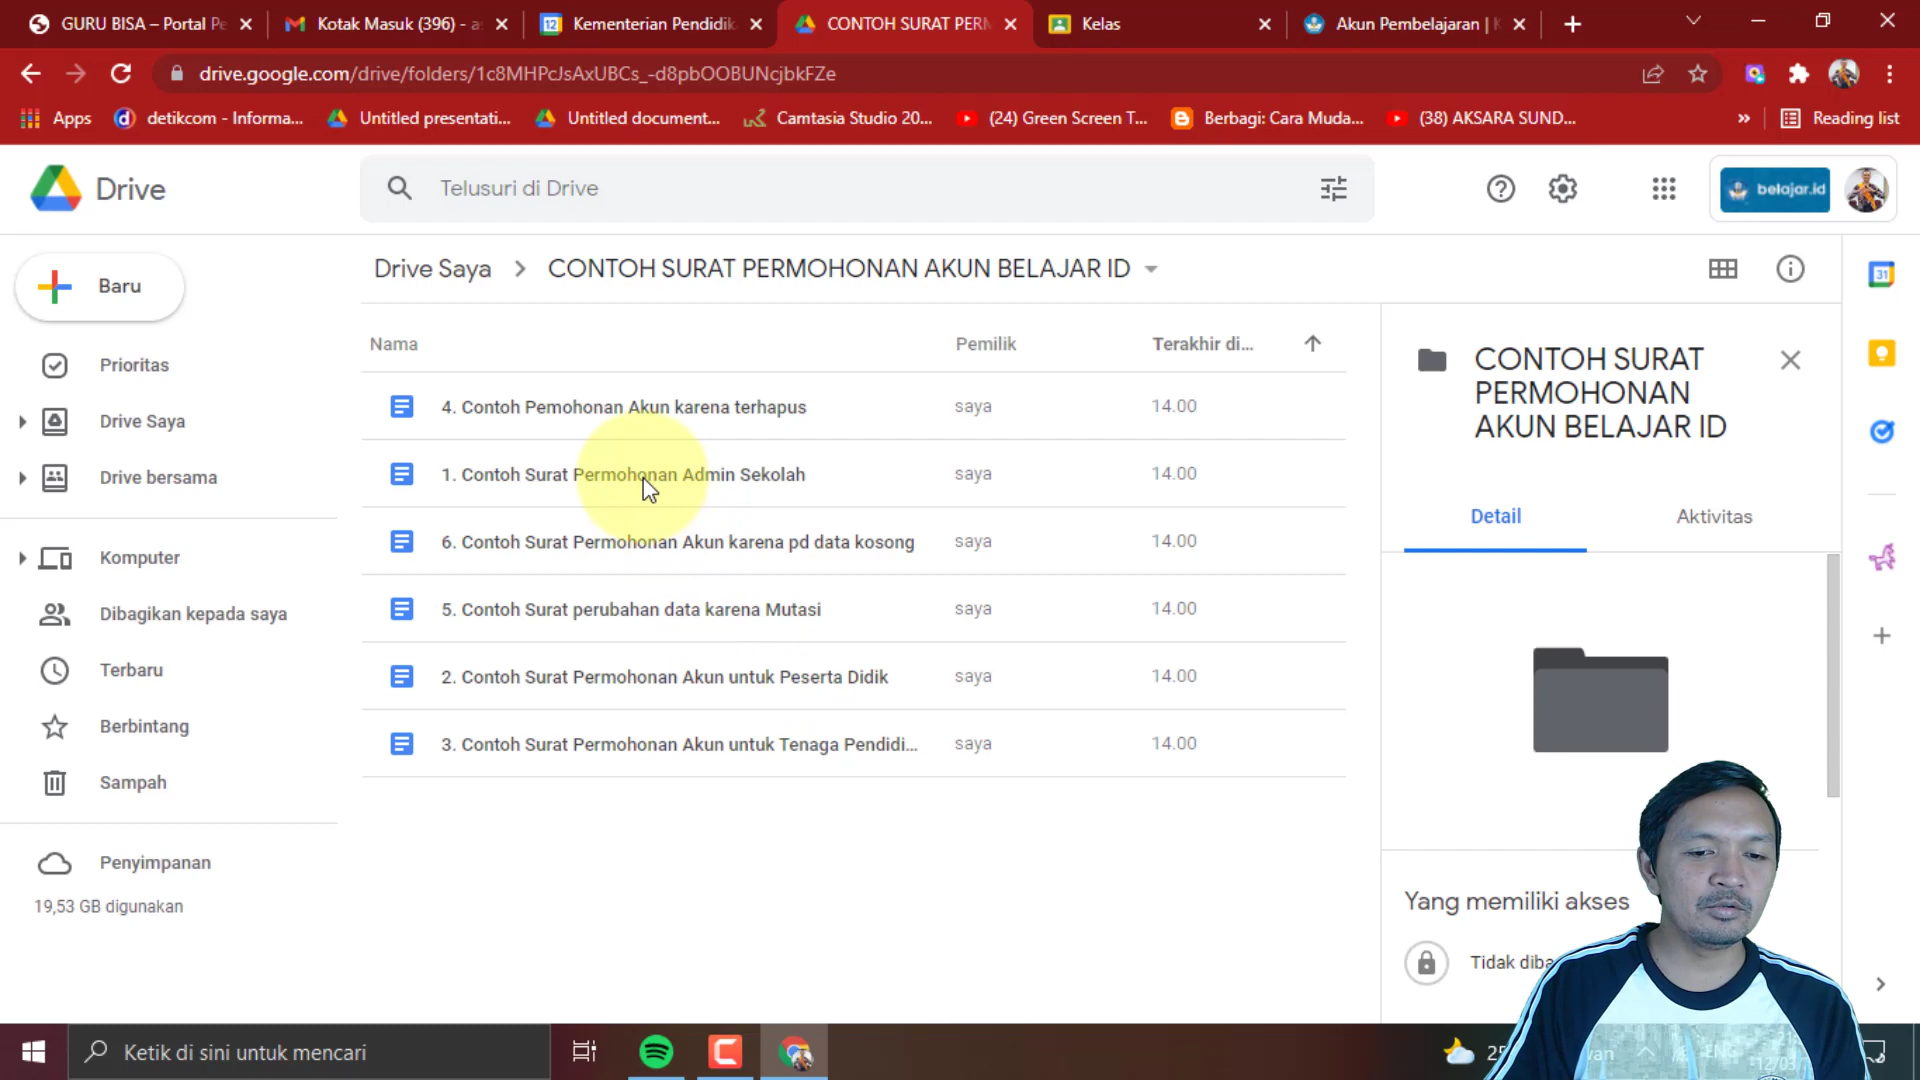 GURU BISA – Portal Pe
Kotak Masuk (396) - as
Kementerian Pendidik
CONTOH SURAT PERM
Kelas
Akun Pembelajaran | K
drive.google.com/drive/folders/1c8MHPcJsAxUBCs_-d8pbOOBUNcjbkFZe
Apps
detikcom - Informa...
Untitled presentati...
Untitled document...
Camtasia Studio 20...
(24) Green Screen T...
Berbagi: Cara Muda...
(38) AKSARA SUND...
»
Reading list
Drive
Telusuri di Drive
belajar.id
Baru
Drive Saya > CONTOH SURAT PERMOHONAN AKUN BELAJAR ID
Nama Pemilik Terakhir di...
4. Contoh Pemohonan Akun karena terhapus saya 14.00
1. Contoh Surat Permohonan Admin Sekolah saya 14.00
6. Contoh Surat Permohonan Akun karena pd data kosong saya 14.00
5. Contoh Surat perubahan data karena Mutasi saya 14.00
2. Contoh Surat Permohonan Akun untuk Peserta Didik saya 14.00
3. Contoh Surat Permohonan Akun untuk Tenaga Pendidi... saya 14.00
Prioritas
Drive Saya
Drive bersama
Komputer
Dibagikan kepada saya
Terbaru
Berbintang
Sampah
Penyimpanan
19,53 GB digunakan
CONTOH SURAT
PERMOHONAN
AKUN BELAJAR ID
Detail Aktivitas
Yang memiliki akses
Tidak diba
31
Ketik di sini untuk mencari